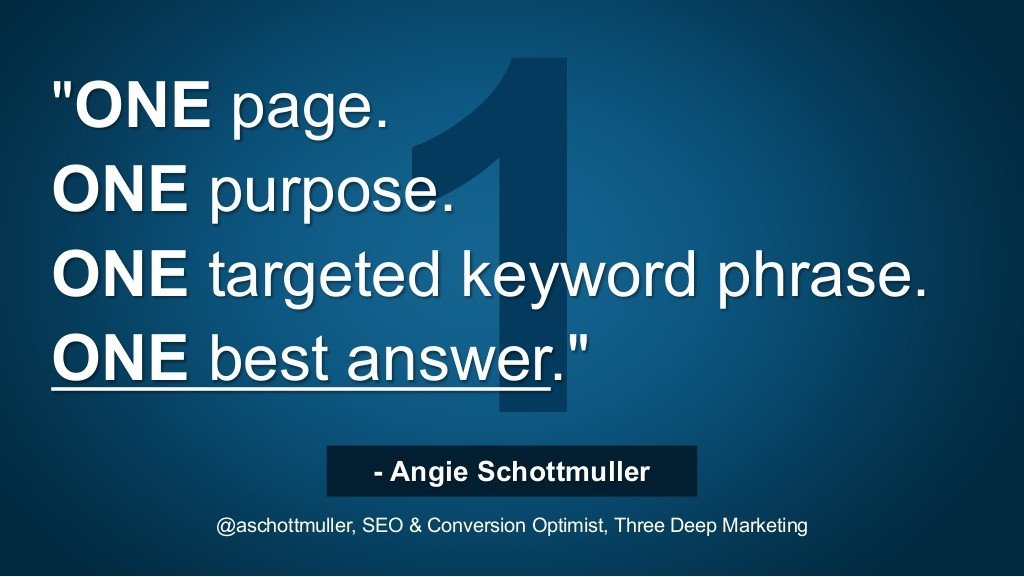 "ONE page.
ONE purpose.
ONE targeted keyword phrase.
ONE best answer."
1
- Angie Schottmuller
@aschottmuller, SEO & Conversion Optimist, Three Deep Marketing